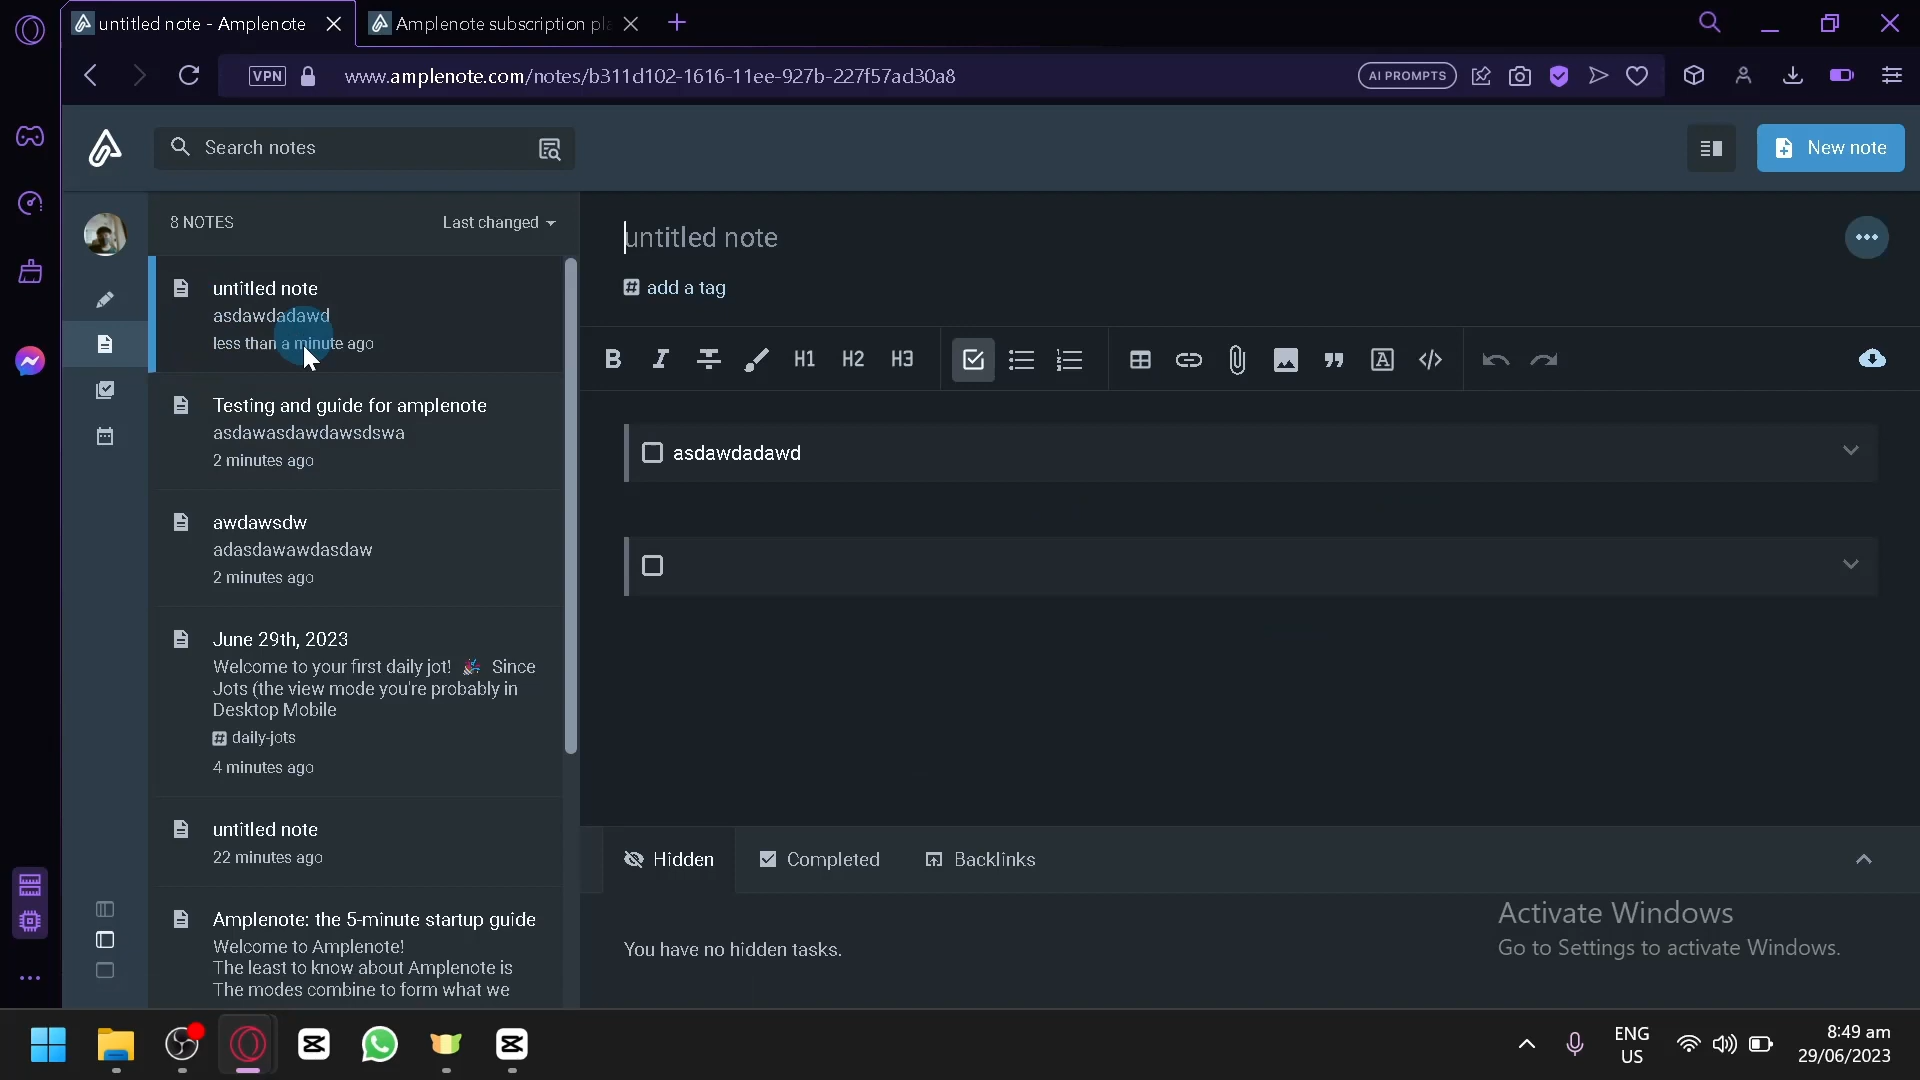 untitled note - Amplenote
Amplenote subscription pl
VPN
www.amplenote.com/notes/b311d102-1616-11ee-927b-227f57ad30a8
AI PROMPTS
Search notes
New note
8 NOTES
Last changed
untitled note
asdawdadawd
less than a minute ago
Testing and guide for amplenote
asdawasdawdawsdswa
2 minutes ago
awdawsdw
adasdawawdasdaw
2 minutes ago
June 29th, 2023
Welcome to your first daily jot! 🎉 Since
Jots (the view mode you're probably in
Desktop Mobile
daily-jots
4 minutes ago
untitled note
22 minutes ago
Amplenote: the 5-minute startup guide
Welcome to Amplenote!
The least to know about Amplenote is
The modes combine to form what we
untitled note
add a tag
B I S H1 H2 H3
A
asdawdadawd
Hidden
Completed
Backlinks
You have no hidden tasks.
Activate Windows
Go to Settings to activate Windows.
ENG
US
8:49 am
29/06/2023